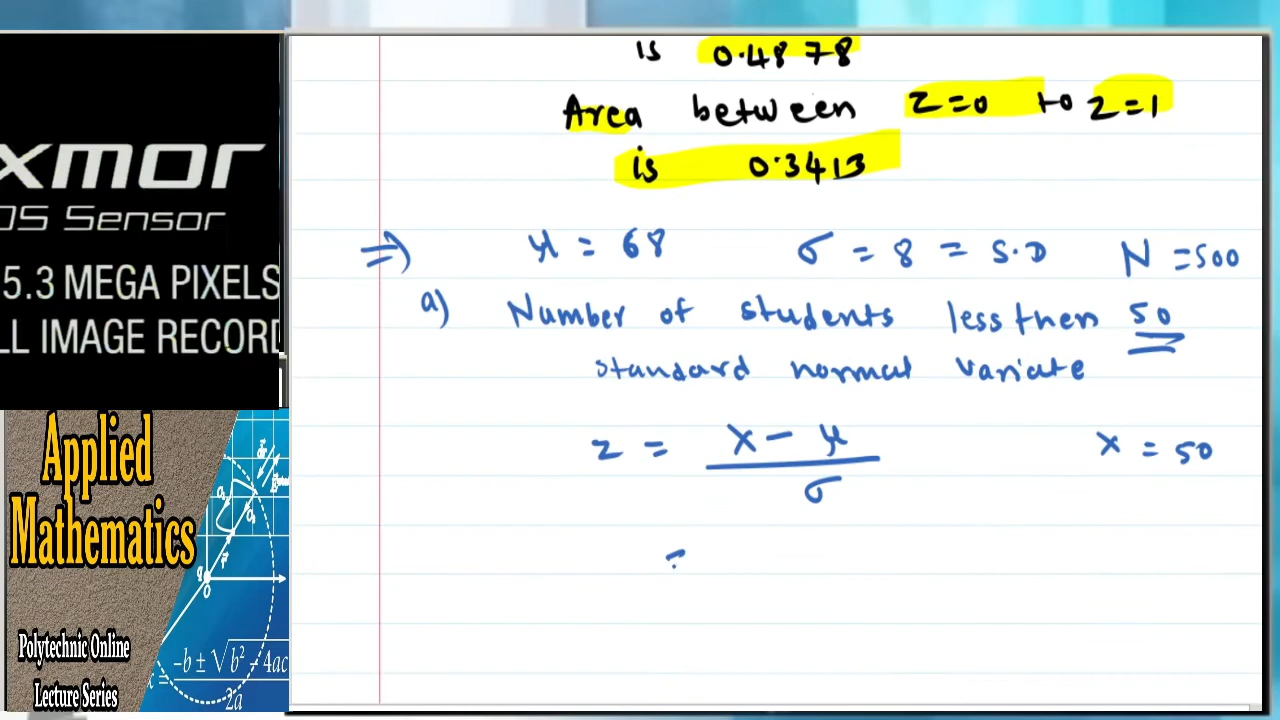 is 0.4878
Area between z=0 to z=1
is 0.3413
=> μ = 68 σ = 8 = S.D N = 500
a) Number of students less then 50
standard normal variate
z = x - μ / σ x = 50
=
xmor
OS Sensor
5.3 MEGA PIXELS
LL IMAGE RECORD
Applied
Mathematics
Polytechnic Online
Lecture Series
-b ± √b² - 4ac
2a